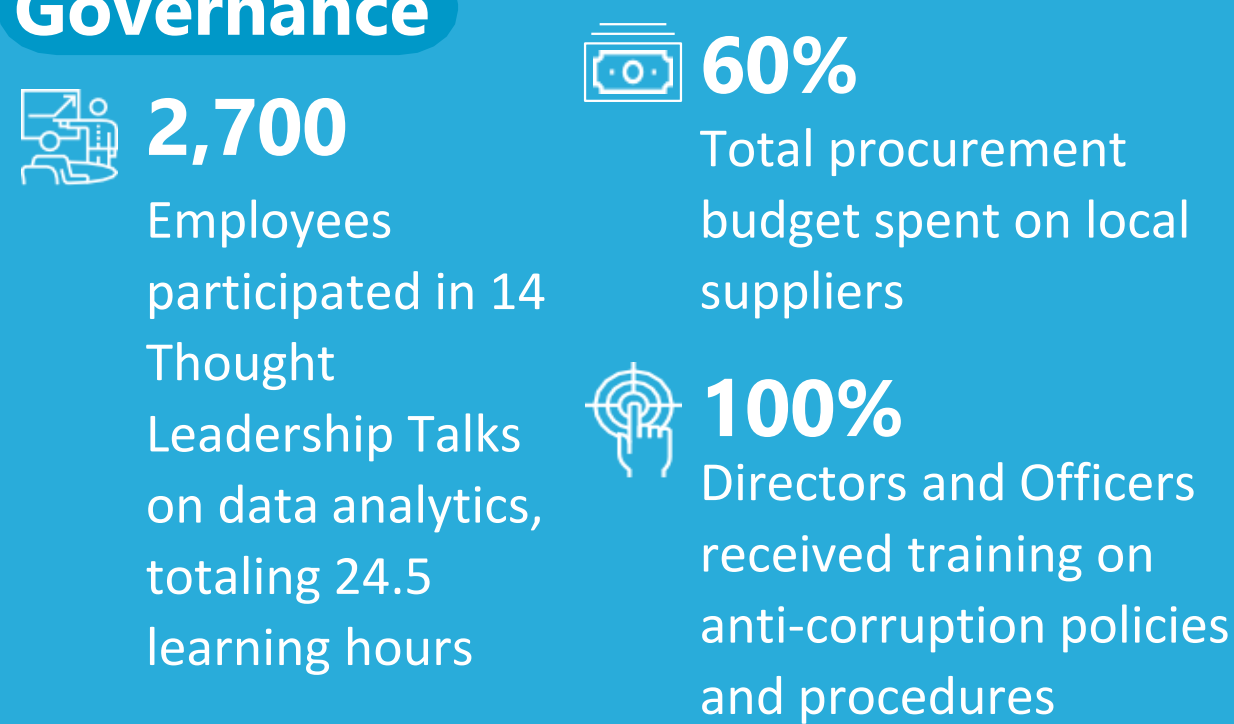 Governance
2,700
Employees
participated in 14
Thought
Leadership Talks
on data analytics,
totaling 24.5
learning hours
60%
Total procurement
budget spent on local
suppliers
100%
Directors and Officers
received training on
anti-corruption policies
and procedures